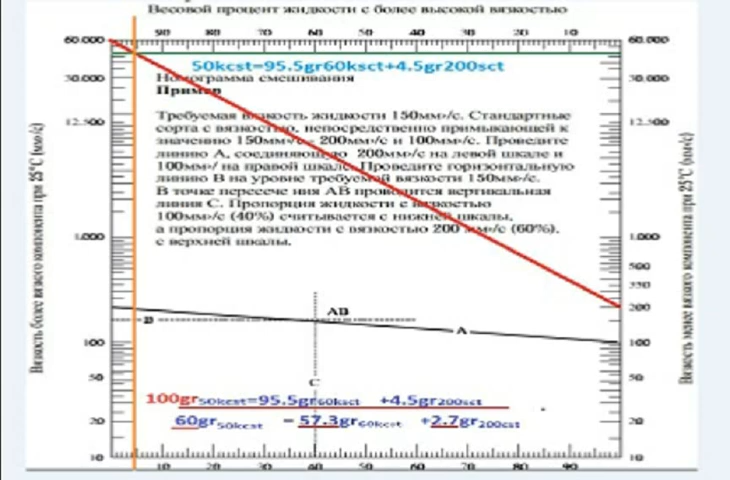 Весовой процент жидкости с более высокой вязкостью
90 80 70 60 50 40 30 20 10
60.000 60.000
50kcst=95.5gr60ksct+4.5gr200sct
30.000 Номограмма смешивания 30.000
Пример
Требуемая вязкость жидкости 150мм²/с. Стандартные
12.500 12.500
сорта с вязкостью, непосредственно примыкающей к
значению 150мм²/с - 200мм²/с и 100мм²/с. Проведите
линию А, соединяющею 200мм²/с на левой шкале и
100мм²/ на правой шкале. Проведите горизонтальную
линию В на уровне требуемой вязкости 150мм²/с.
В точке пересече ния АВ проводится вертикальная
линия С. Пропорция жидкости с вязкостью
100мм²/с (40%) считывается с нижней шкалы,
а пропорция жидкости с вязкостью 200 мм²/с (60%),
1.000 1.000
с верхней шкалы.
500
350
200
AB
B
A
100 100
50 50
C
100gr50kcst=95.5gr60ksct +4.5gr200sct
60gr50kcst = 57.3gr60kcst +2.7gr200cst
20 20
10 10
10 20 30 40 50 60 70 80 90
Вязкость более вязкого компонента при 25°C (мм²/с)
Вязкость менее вязкого компонента при 25°C (мм²/с)